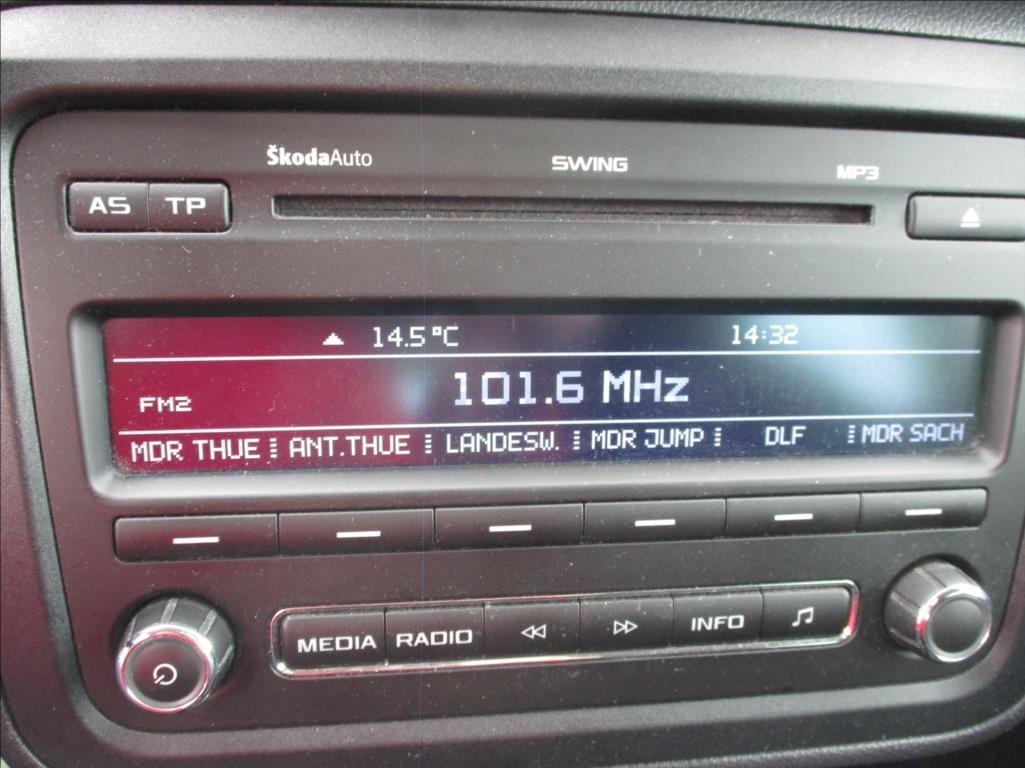 ŠkodaAuto SWING MP3
AS TP
14.5°C 14:32
101.6 MHz
FM2
MDR THUE ANT.THUE LANDESW. MDR JUMP DLF MDR SACH
MEDIA RADIO INFO